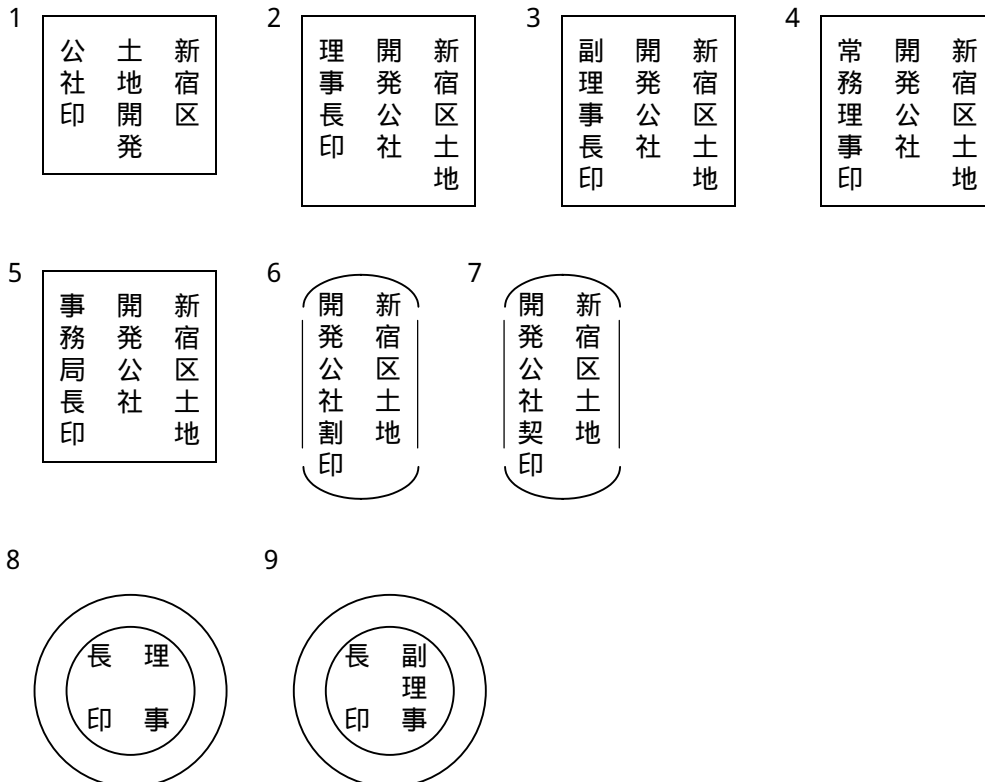 1
新宿区
土地開発
公社印
2
新宿区土地
開発公社
理事長印
3
新宿区土地
開発公社
副理事長印
4
新宿区土地
開発公社
常務理事印
5
新宿区土地
開発公社
事務局長印
6
新宿区土地
開発公社割印
7
新宿区土地
開発公社契印
8
理事
長印
9
副理事
長印